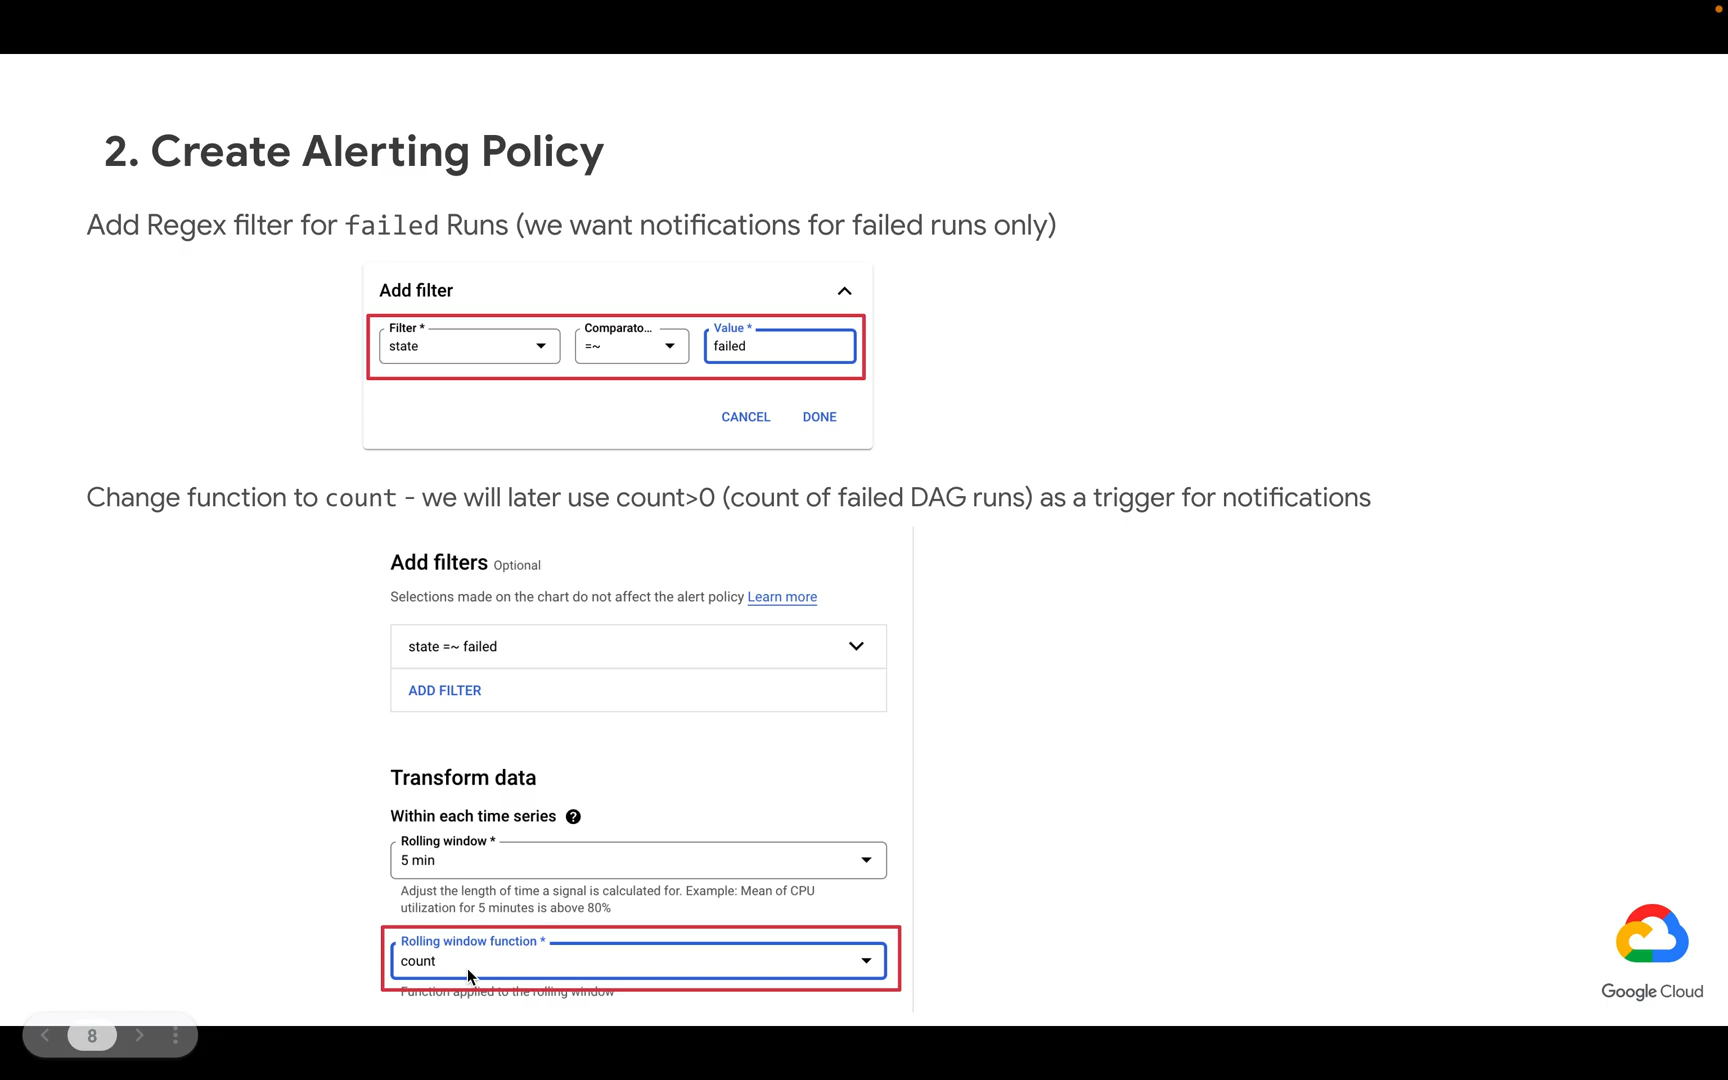 2. Create Alerting Policy
Add Regex filter for failed Runs (we want notifications for failed runs only)
Add filter
Filter * Comparato... Value *
state =~ failed
CANCEL DONE
Change function to count - we will later use count>0 (count of failed DAG runs) as a trigger for notifications
Add filters Optional
Selections made on the chart do not affect the alert policy Learn more
state =~ failed
ADD FILTER
Transform data
Within each time series ?
Rolling window *
5 min
Adjust the length of time a signal is calculated for. Example: Mean of CPU
utilization for 5 minutes is above 80%
Rolling window function *
count
Function applied to the rolling window
Google Cloud
8